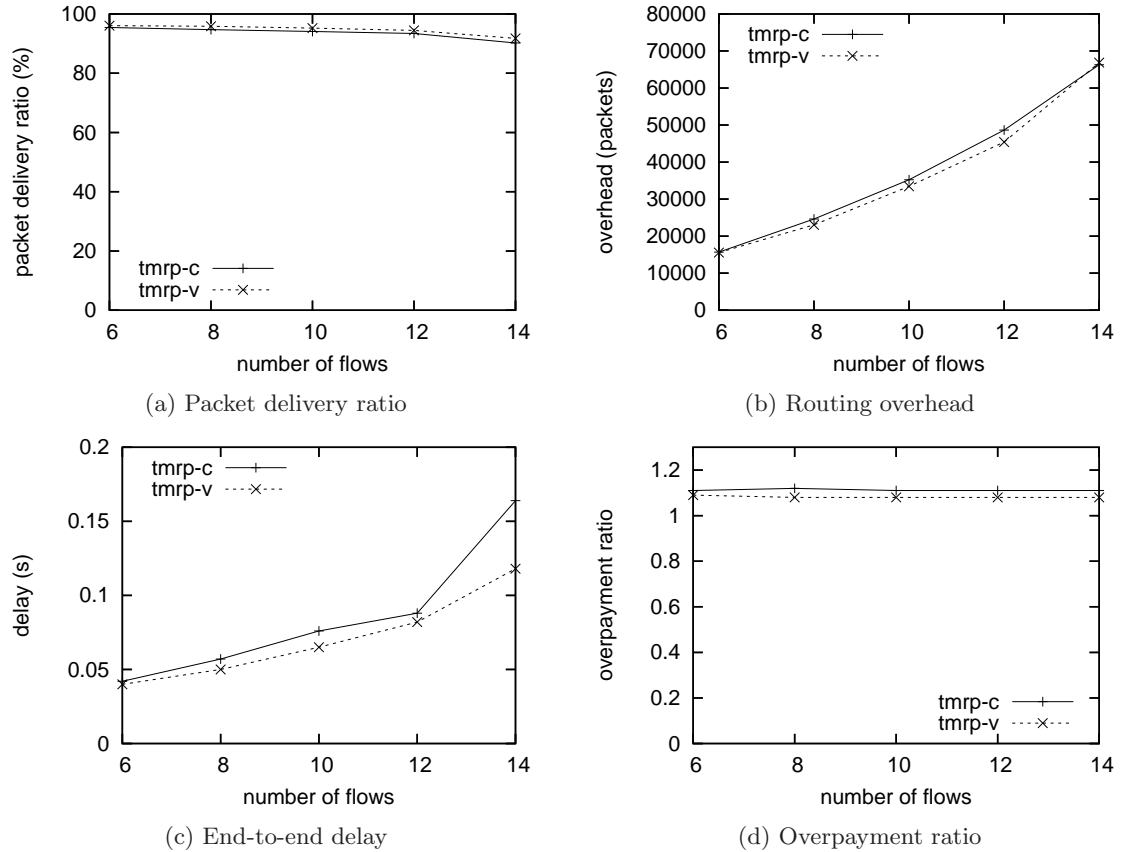 100
80
60
40
20
0
6 8 10 12 14
packet delivery ratio (%)
number of flows
tmrp-c
tmrp-v
(a) Packet delivery ratio
80000
70000
60000
50000
40000
30000
20000
10000
0
6 8 10 12 14
overhead (packets)
number of flows
tmrp-c
tmrp-v
(b) Routing overhead
0.2
0.15
0.1
0.05
0
6 8 10 12 14
delay (s)
number of flows
tmrp-c
tmrp-v
(c) End-to-end delay
1.2
1
0.8
0.6
0.4
0.2
0
6 8 10 12 14
overpayment ratio
number of flows
tmrp-c
tmrp-v
(d) Overpayment ratio